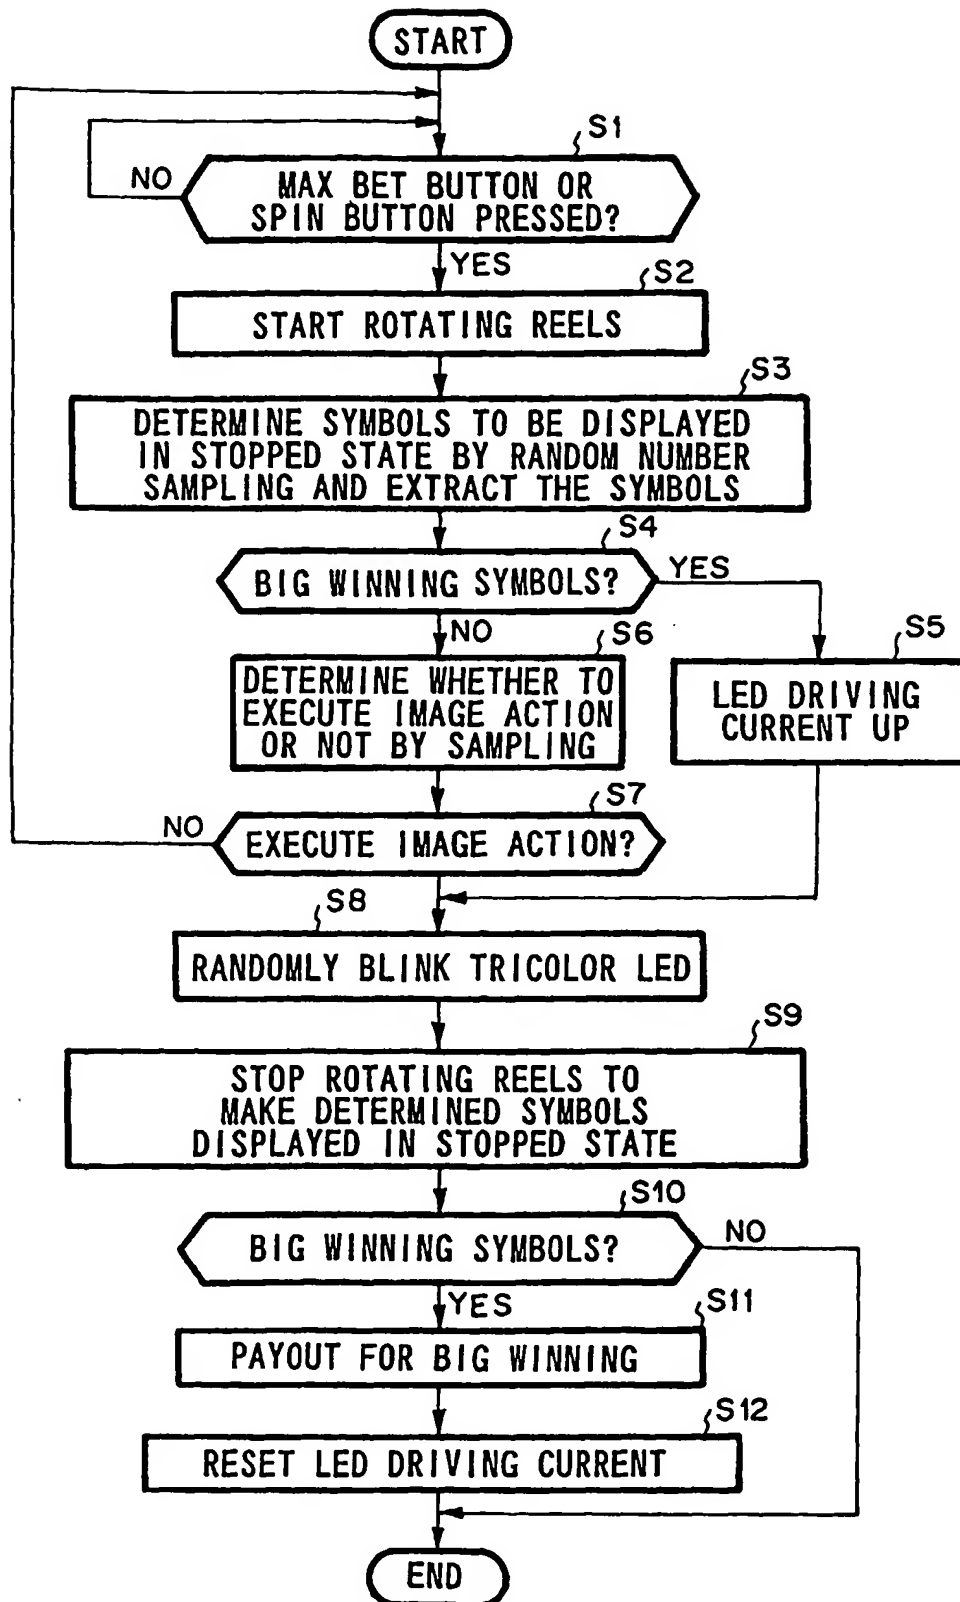 START
S1
NO
MAX BET BUTTON OR
SPIN BUTTON PRESSED?
YES
S2
START ROTATING REELS
S3
DETERMINE SYMBOLS TO BE DISPLAYED
IN STOPPED STATE BY RANDOM NUMBER
SAMPLING AND EXTRACT THE SYMBOLS
S4
BIG WINNING SYMBOLS?
YES
NO
S6
S5
DETERMINE WHETHER TO
EXECUTE IMAGE ACTION
OR NOT BY SAMPLING
LED DRIVING
CURRENT UP
S7
NO
EXECUTE IMAGE ACTION?
S8
RANDOMLY BLINK TRICOLOR LED
S9
STOP ROTATING REELS TO
MAKE DETERMINED SYMBOLS
DISPLAYED IN STOPPED STATE
S10
BIG WINNING SYMBOLS?
NO
YES
S11
PAYOUT FOR BIG WINNING
S12
RESET LED DRIVING CURRENT
END